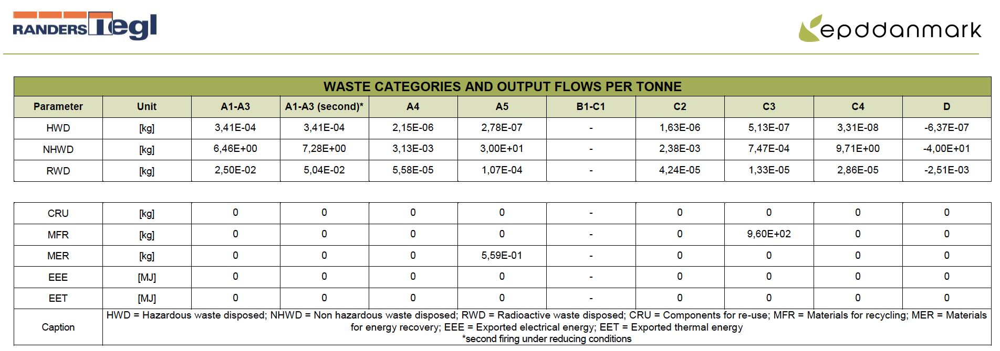 RANDERS Tegl
epddanmark
WASTE CATEGORIES AND OUTPUT FLOWS PER TONNE
Parameter Unit A1-A3 A1-A3 (second)* A4 A5 B1-C1 C2 C3 C4 D
HWD [kg] 3,41E-04 3,41E-04 2,15E-06 2,78E-07 - 1,63E-06 5,13E-07 3,31E-08 -6,37E-07
NHWD [kg] 6,46E+00 7,28E+00 3,13E-03 3,00E+01 - 2,38E-03 7,47E-04 9,71E+00 -4,00E+01
RWD [kg] 2,50E-02 5,04E-02 5,58E-05 1,07E-04 - 4,24E-05 1,33E-05 2,86E-05 -2,51E-03
CRU [kg] 0 0 0 0 - 0 0 0 0
MFR [kg] 0 0 0 0 - 0 9,60E+02 0 0
MER [kg] 0 0 0 5,59E-01 - 0 0 0 0
EEE [MJ] 0 0 0 0 - 0 0 0 0
EET [MJ] 0 0 0 0 - 0 0 0 0
Caption
HWD = Hazardous waste disposed; NHWD = Non hazardous waste disposed; RWD = Radioactive waste disposed; CRU = Components for re-use; MFR = Materials for recycling; MER = Materials
for energy recovery; EEE = Exported electrical energy; EET = Exported thermal energy
*second firing under reducing conditions